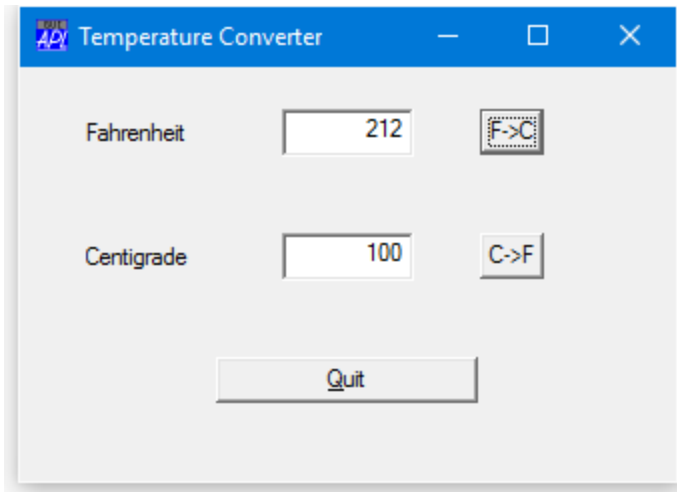 Temperature Converter
Fahrenheit 212 F->C
Centigrade 100 C->F
Quit